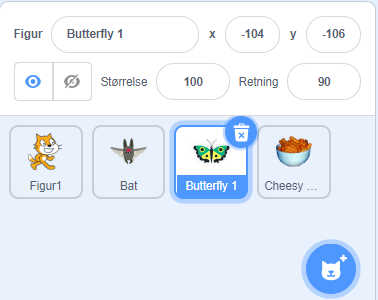 Figur Butterfly 1 x -104 y -106
Størrelse 100 Retning 90
Figur1 Bat Butterfly 1 Cheesy ...